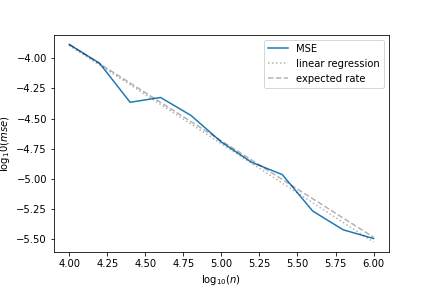 MSE
linear regression
expected rate
−4.00
−4.25
−4.50
−4.75
−5.00
−5.25
−5.50
log₁0(mse)
4.00 4.25 4.50 4.75 5.00 5.25 5.50 5.75 6.00
log₁₀(n)